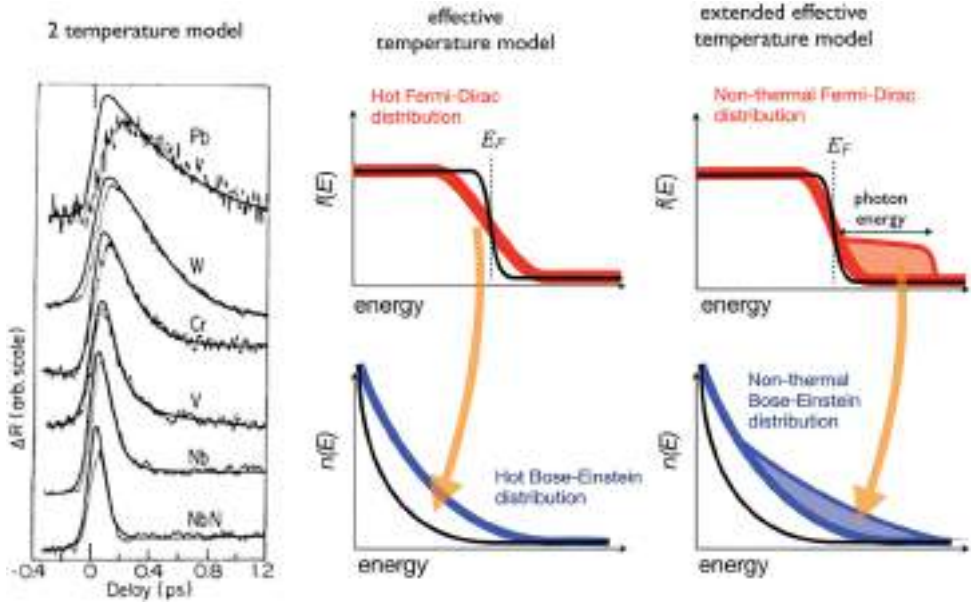 2 temperature model
Pb
W
Cr
V
Nb
NbN
ΔR (arb. scale)
-0.4 0 0.4 0.8 1.2
Delay (ps)
effective
temperature model
Hot Fermi-Dirac
distribution
E_F
f(E)
energy
n(E)
Hot Bose-Einstein
distribution
energy
extended effective
temperature model
Non-thermal Fermi-Dirac
distribution
E_F
photon
energy
f(E)
energy
Non-thermal
Bose-Einstein
distribution
n(E)
energy